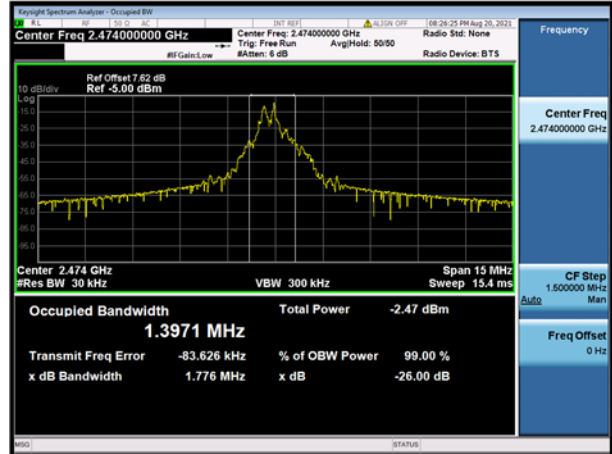 Keysight Spectrum Analyzer - Occupied BW
RL RF 50 Ω AC INT REF ALIGN OFF 08:26:25 PM Aug 20, 2021
Center Freq 2.474000000 GHz Center Freq: 2.474000000 GHz Radio Std: None Frequency
Trig: Free Run Avg|Hold: 50/50
#IFGain:Low #Atten: 6 dB Radio Device: BTS
Ref Offset 7.62 dB
10 dB/div Ref -5.00 dBm
Log
-15.0
-25.0
-35.0
-45.0
-55.0
-65.0
-75.0
-85.0
-95.0
Center Freq
2.474000000 GHz
Center 2.474 GHz Span 15 MHz
#Res BW 30 kHz VBW 300 kHz Sweep 15.4 ms
CF Step
1.500000 MHz
Auto Man
Occupied Bandwidth Total Power -2.47 dBm
1.3971 MHz
Transmit Freq Error -83.626 kHz % of OBW Power 99.00 %
x dB Bandwidth 1.776 MHz x dB -26.00 dB
Freq Offset
0 Hz
MSG STATUS